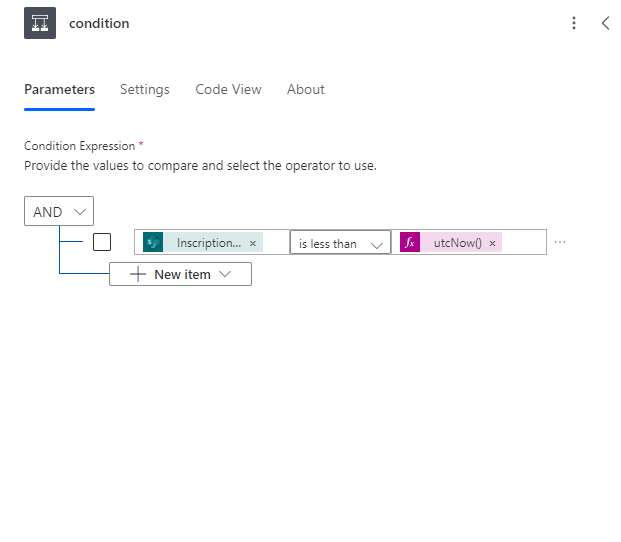 condition
Parameters Settings Code View About
Condition Expression *
Provide the values to compare and select the operator to use.
AND
Inscription... × is less than fx utcNow() ×
New item